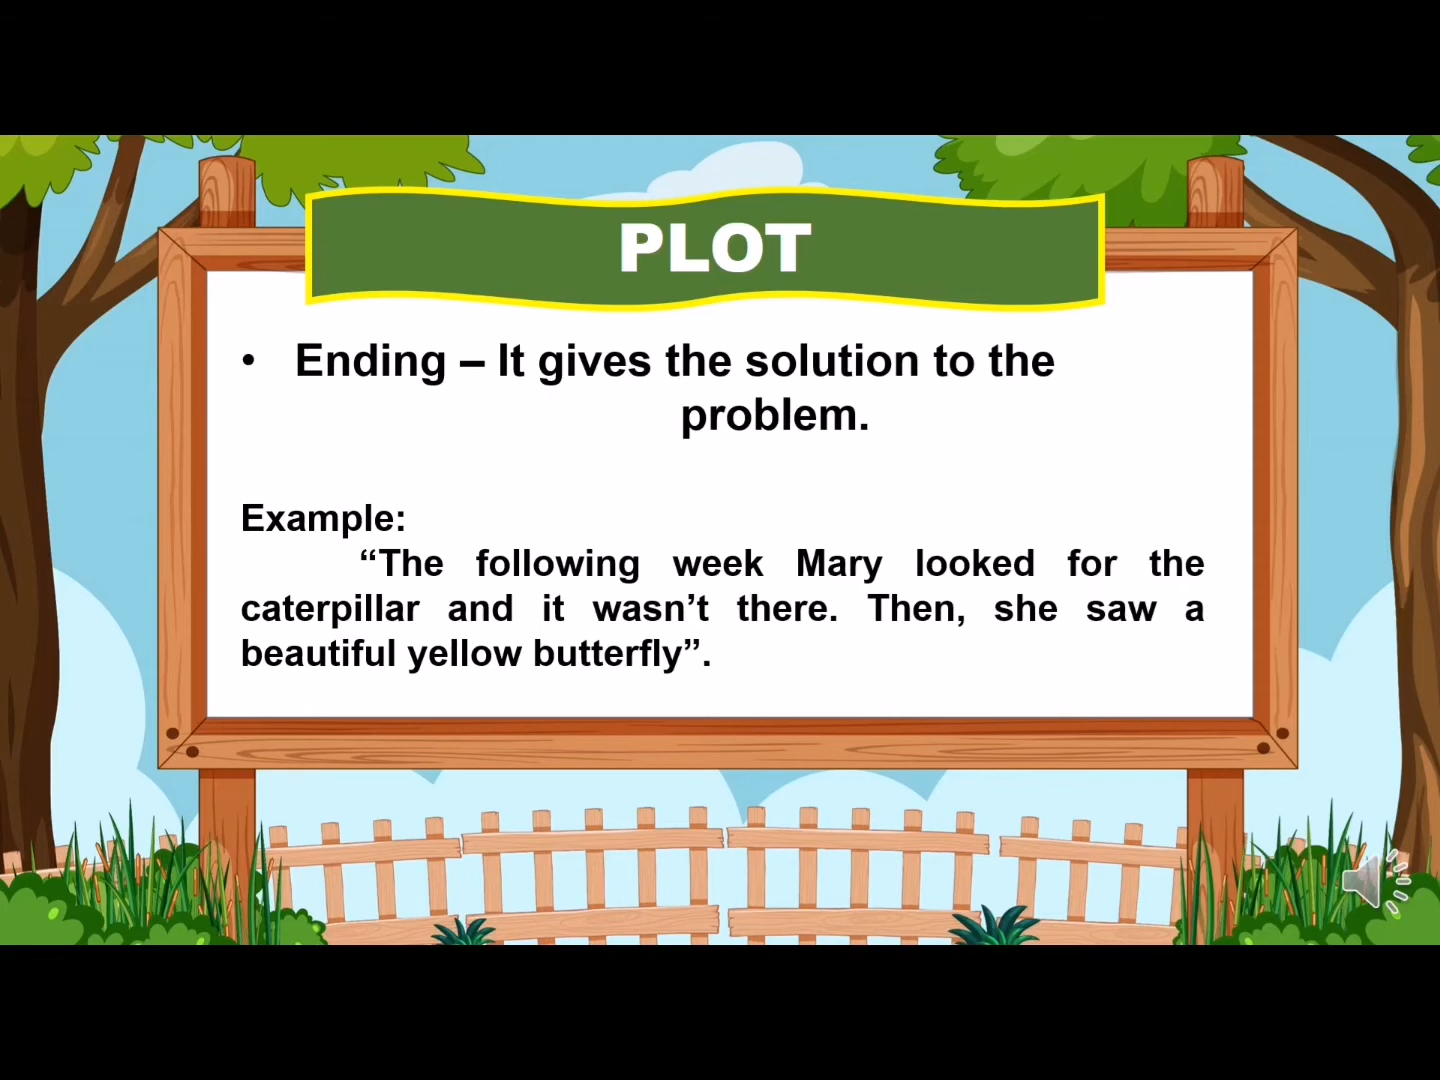 PLOT
• Ending – It gives the solution to the
problem.
Example:
“The following week Mary looked for the
caterpillar and it wasn’t there. Then, she saw a
beautiful yellow butterfly”.